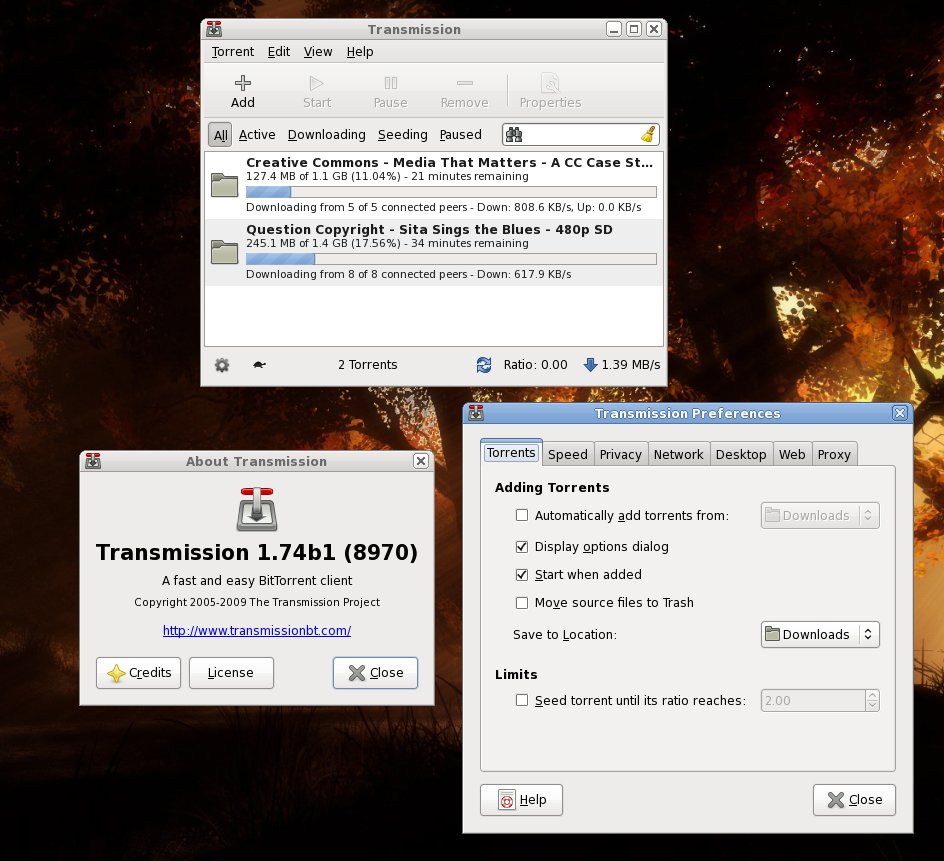 Transmission
Torrent Edit View Help
Add Start Pause Remove Properties
All Active Downloading Seeding Paused
Creative Commons - Media That Matters - A CC Case St...
127.4 MB of 1.1 GB (11.04%) - 21 minutes remaining
Downloading from 5 of 5 connected peers - Down: 808.6 KB/s, Up: 0.0 KB/s
Question Copyright - Sita Sings the Blues - 480p SD
245.1 MB of 1.4 GB (17.56%) - 34 minutes remaining
Downloading from 8 of 8 connected peers - Down: 617.9 KB/s
2 Torrents Ratio: 0.00 1.39 MB/s
About Transmission
Transmission 1.74b1 (8970)
A fast and easy BitTorrent client
Copyright 2005-2009 The Transmission Project
http://www.transmissionbt.com/
Credits License Close
Transmission Preferences
Torrents Speed Privacy Network Desktop Web Proxy
Adding Torrents
Automatically add torrents from: Downloads
Display options dialog
Start when added
Move source files to Trash
Save to Location: Downloads
Limits
Seed torrent until its ratio reaches: 2.00
Help Close